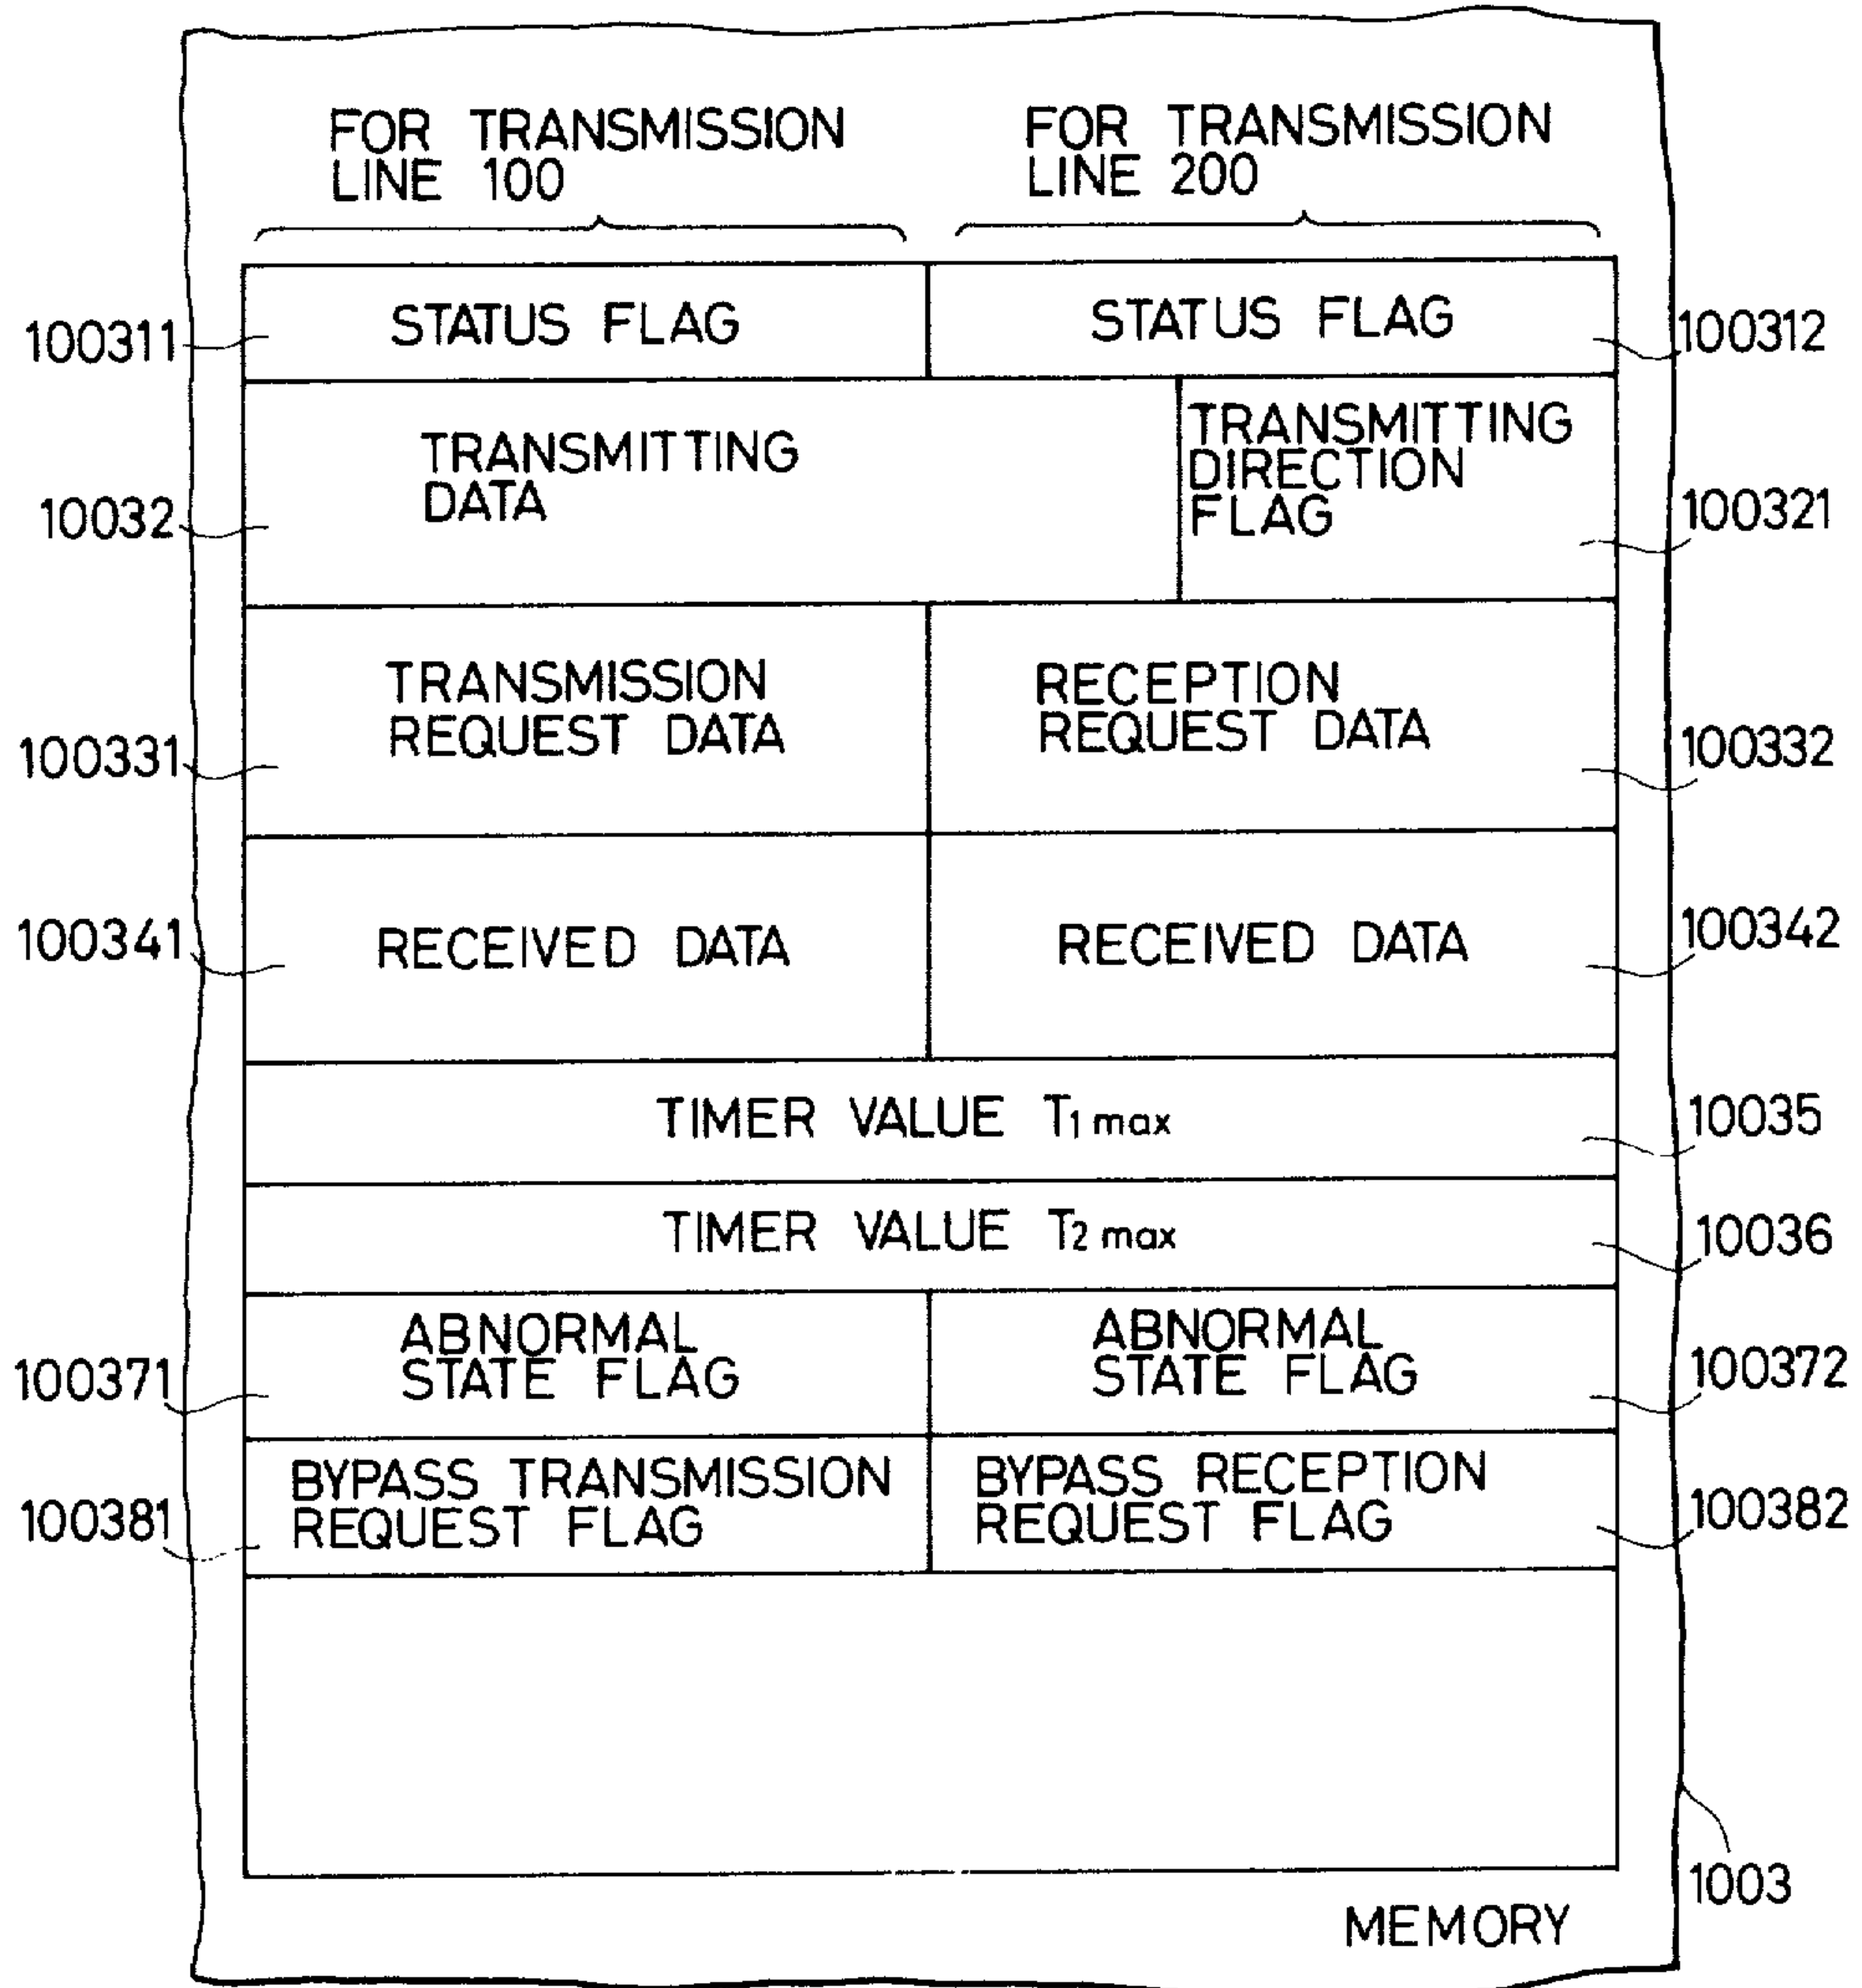 FOR TRANSMISSION
LINE 100
FOR TRANSMISSION
LINE 200
100311
STATUS FLAG
STATUS FLAG
100312
10032
TRANSMITTING
DATA
TRANSMITTING
DIRECTION
FLAG
100321
100331
TRANSMISSION
REQUEST DATA
RECEPTION
REQUEST DATA
100332
100341
RECEIVED DATA
RECEIVED DATA
100342
TIMER VALUE T1 max
10035
TIMER VALUE T2 max
10036
100371
ABNORMAL
STATE FLAG
ABNORMAL
STATE FLAG
100372
100381
BYPASS TRANSMISSION
REQUEST FLAG
BYPASS RECEPTION
REQUEST FLAG
100382
1003
MEMORY